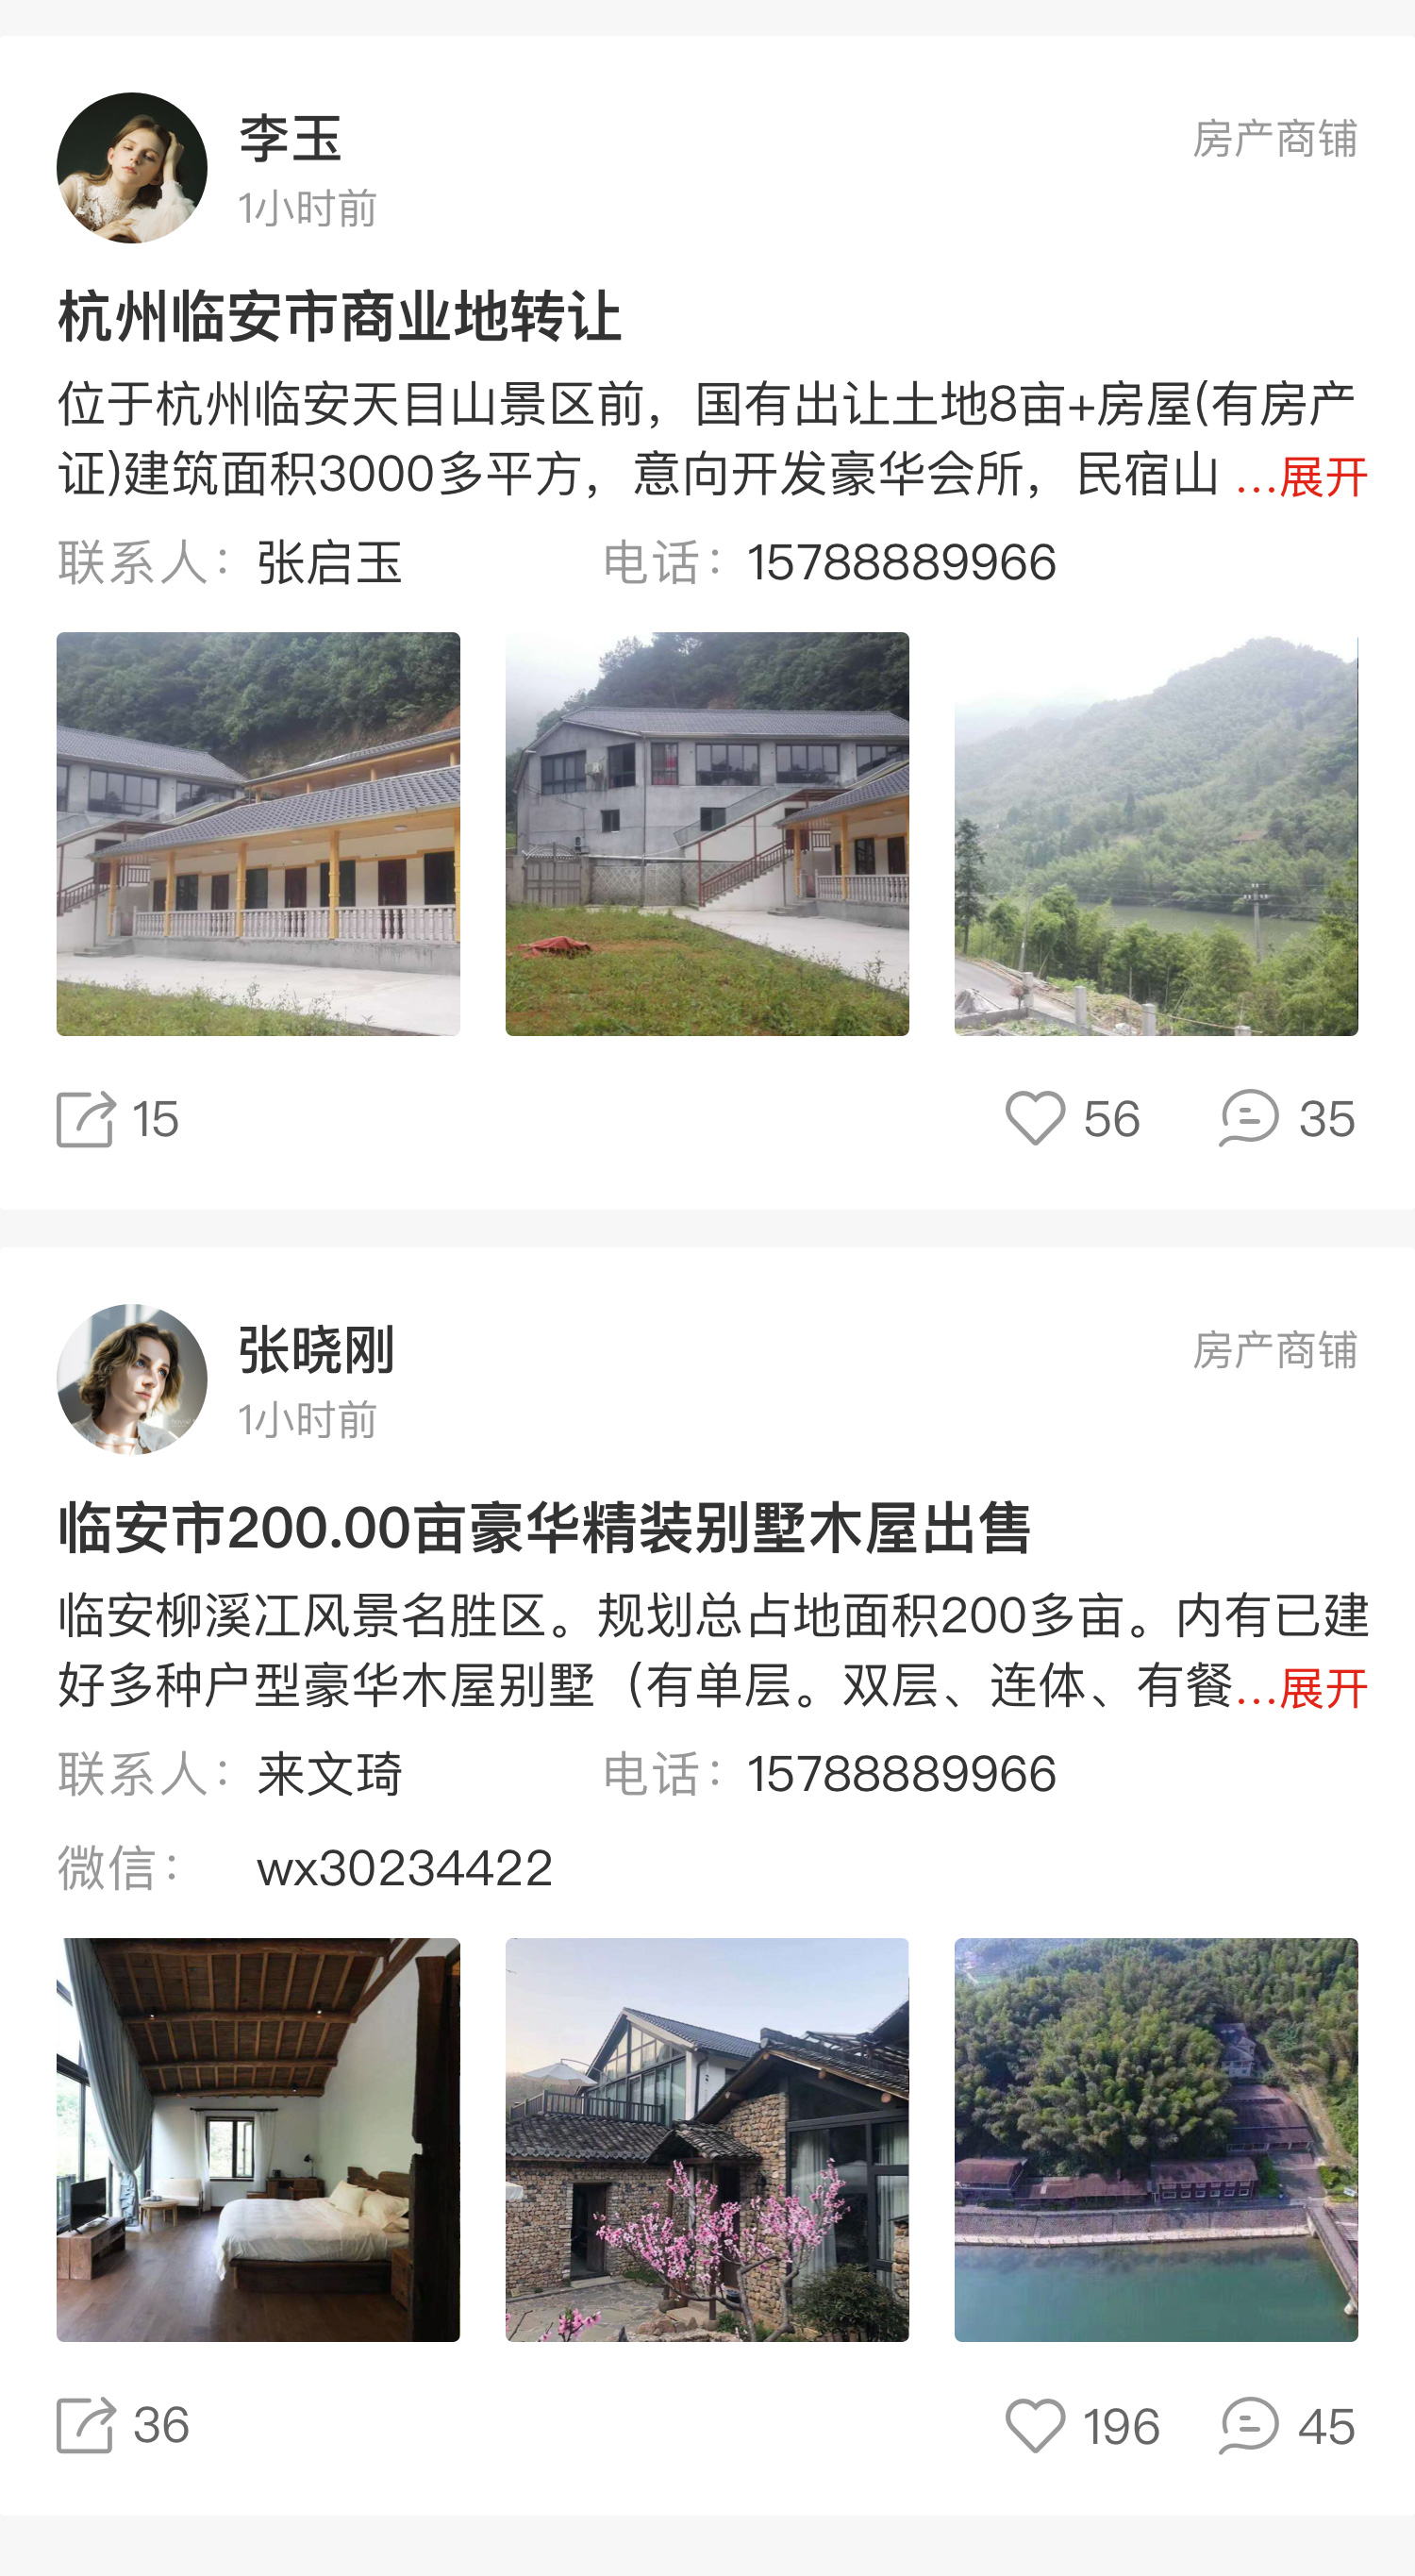 李玉
房产商铺
1小时前
杭州临安市商业地转让
位于杭州临安天目山景区前，国有出让土地8亩+房屋(有房产
证)建筑面积3000多平方，意向开发豪华会所，民宿山 ...展开
联系人：张启玉 电话：15788889966
15 56 35
张晓刚
房产商铺
1小时前
临安市200.00亩豪华精装别墅木屋出售
临安柳溪江风景名胜区。规划总占地面积200多亩。内有已建
好多种户型豪华木屋别墅（有单层。双层、连体、有餐...展开
联系人：来文琦 电话：15788889966
微信： wx30234422
36 196 45